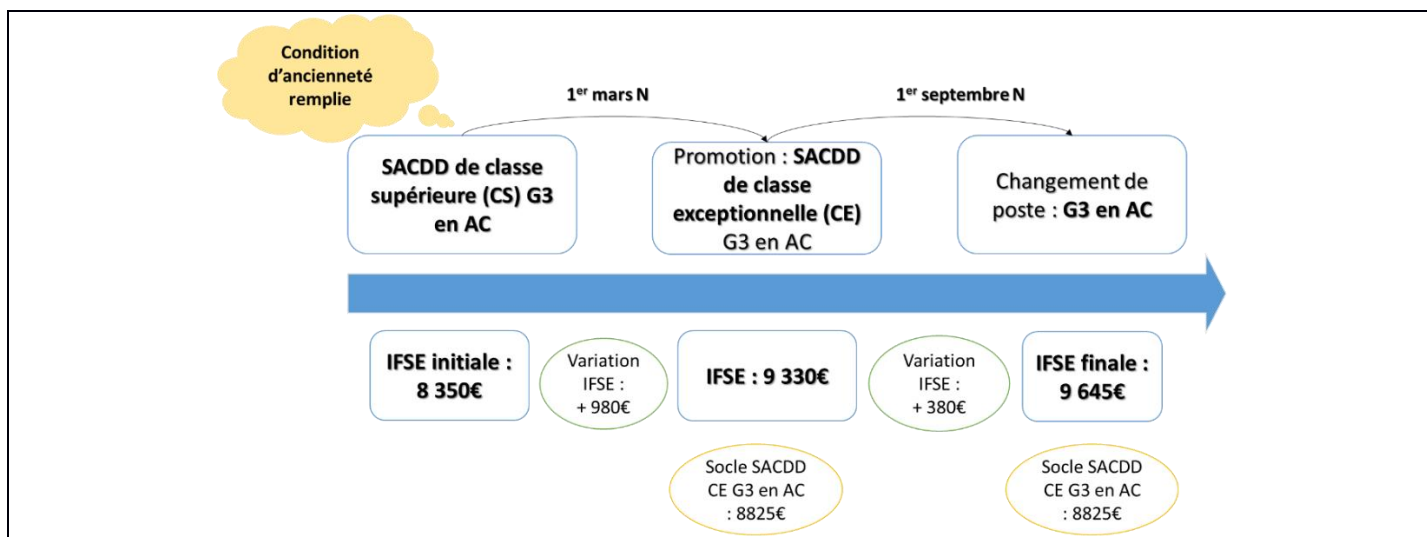 Condition
d'ancienneté
remplie
1er mars N
1er septembre N
SACDD de classe
supérieure (CS) G3
en AC
Promotion : SACDD
de classe
exceptionnelle (CE)
G3 en AC
Changement de
poste : G3 en AC
IFSE initiale :
8 350€
Variation
IFSE :
+ 980€
IFSE : 9 330€
Variation
IFSE :
+ 380€
IFSE finale :
9 645€
Socle SACDD
CE G3 en AC
: 8825€
Socle SACDD
CE G3 en AC
: 8825€